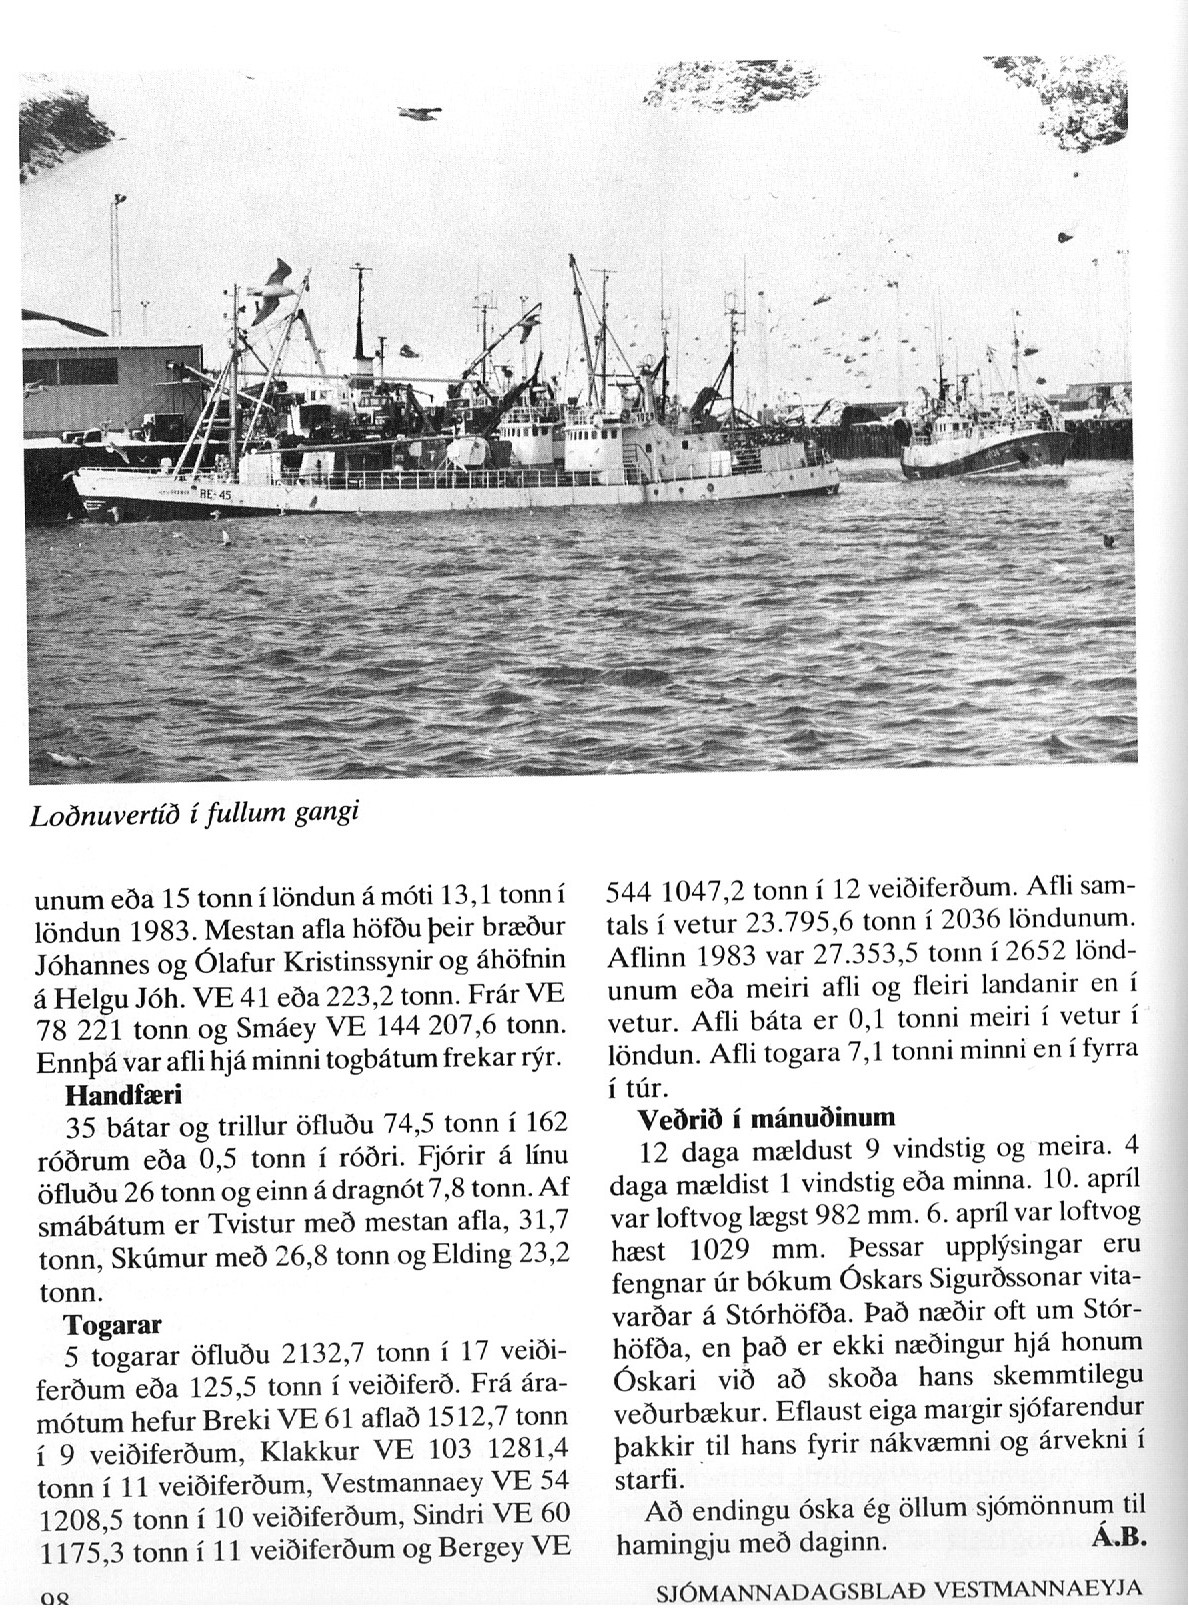 RE-45
Loðnuvertíð í fullum gangi
unum eða 15 tonn í löndun á móti 13,1 tonn í
löndun 1983. Mestan afla höfðu þeir bræður
Jóhannes og Ólafur Kristinssynir og áhöfnin
á Helgu Jóh. VE 41 eða 223,2 tonn. Frár VE
78 221 tonn og Smáey VE 144 207,6 tonn.
Ennþá var afli hjá minni togbátum frekar rýr.
Handfæri
35 bátar og trillur öfluðu 74,5 tonn í 162
róðrum eða 0,5 tonn í róðri. Fjórir á línu
öfluðu 26 tonn og einn á dragnót 7,8 tonn. Af
smábátum er Tvistur með mestan afla, 31,7
tonn, Skúmur með 26,8 tonn og Elding 23,2
tonn.
Togarar
5 togarar öfluðu 2132,7 tonn í 17 veiði-
ferðum eða 125,5 tonn í veiðiferð. Frá ára-
mótum hefur Breki VE 61 aflað 1512,7 tonn
í 9 veiðiferðum, Klakkur VE 103 1281,4
tonn í 11 veiðiferðum, Vestmannaey VE 54
1208,5 tonn í 10 veiðiferðum, Sindri VE 60
1175,3 tonn í 11 veiðiferðum og Bergey VE
544 1047,2 tonn í 12 veiðiferðum. Afli sam-
tals í vetur 23.795,6 tonn í 2036 löndunum.
Aflinn 1983 var 27.353,5 tonn í 2652 lönd-
unum eða meiri afli og fleiri landanir en í
vetur. Afli báta er 0,1 tonni meiri í vetur í
löndun. Afli togara 7,1 tonni minni en í fyrra
í túr.
Veðrið í mánuðinum
12 daga mældust 9 vindstig og meira. 4
daga mældist 1 vindstig eða minna. 10. apríl
var loftvog lægst 982 mm. 6. apríl var loftvog
hæst 1029 mm. Þessar upplýsingar eru
fengnar úr bókum Óskars Sigurðssonar vita-
varðar á Stórhöfða. Það næðir oft um Stór-
höfða, en það er ekki næðingur hjá honum
Óskari við að skoða hans skemmtilegu
veðurbækur. Eflaust eiga margir sjófarendur
þakkir til hans fyrir nákvæmni og árvekni í
starfi.
Að endingu óska ég öllum sjómönnum til
hamingju með daginn. Á.B.
98
SJÓMANNADAGSBLAÐ VESTMANNAEYJA